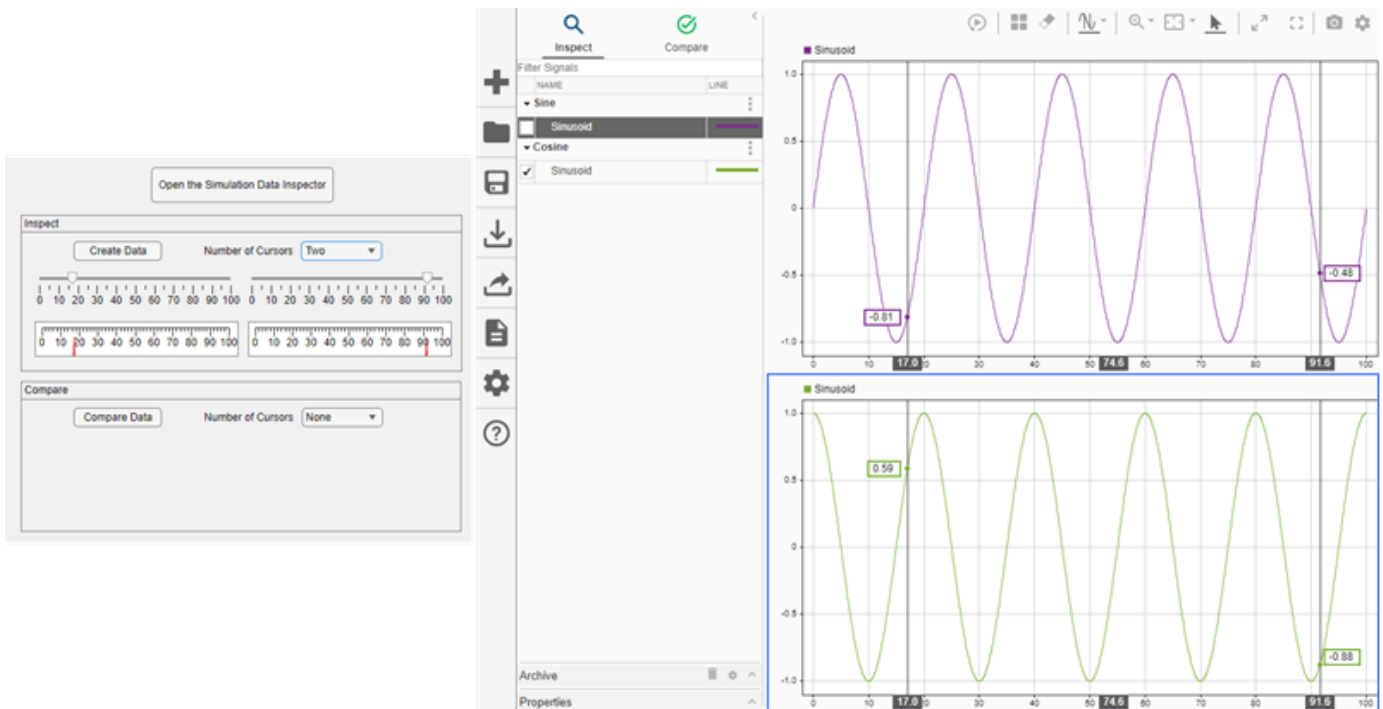 Open the Simulation Data Inspector
Inspect
Create Data
Number of Cursors
Two
0 10 20 30 40 50 60 70 80 90 100
0 10 20 30 40 50 60 70 80 90 100
0 10 20 30 40 50 60 70 80 90 100
0 10 20 30 40 50 60 70 80 90 100
Compare
Compare Data
Number of Cursors
None
Inspect
Compare
Filter Signals
NAME
LINE
Sine
Sinusoid
Cosine
Sinusoid
Archive
Properties
Sinusoid
1.0
0.5
0
-0.5
-1.0
-0.81
-0.48
0 10 17.0 20 30 40 50 74.6 60 70 80 91.6 100
Sinusoid
1.0
0.5
0
-0.5
-1.0
0.59
-0.88
0 10 17.0 20 30 40 50 74.6 60 70 80 91.6 100